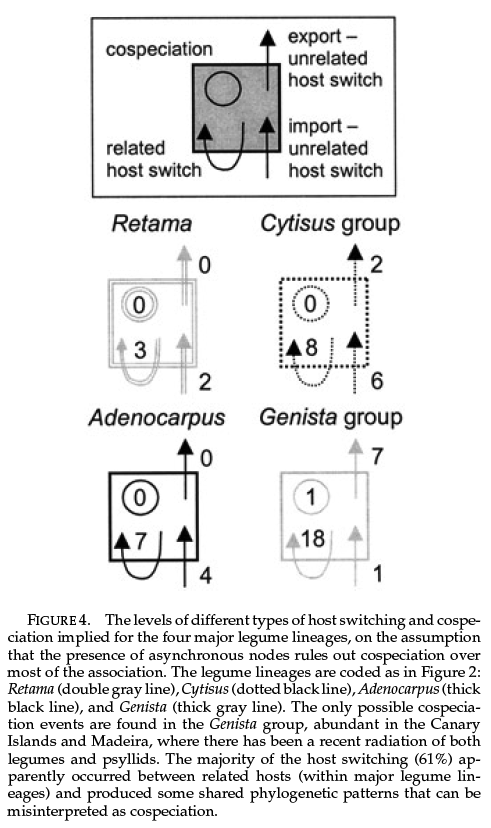 cospeciation
export –
unrelated
host switch
related
host switch
import –
unrelated
host switch
Retama
0
0
3
2
Cytisus group
2
0
8
6
Adenocarpus
0
0
7
4
Genista group
7
1
18
1
FIGURE 4. The levels of different types of host switching and cospe-
ciation implied for the four major legume lineages, on the assumption
that the presence of asynchronous nodes rules out cospeciation over
most of the association. The legume lineages are coded as in Figure 2:
Retama (double gray line), Cytisus (dotted black line), Adenocarpus (thick
black line), and Genista (thick gray line). The only possible cospecia-
tion events are found in the Genista group, abundant in the Canary
Islands and Madeira, where there has been a recent radiation of both
legumes and psyllids. The majority of the host switching (61%) ap-
parently occurred between related hosts (within major legume lin-
eages) and produced some shared phylogenetic patterns that can be
misinterpreted as cospeciation.